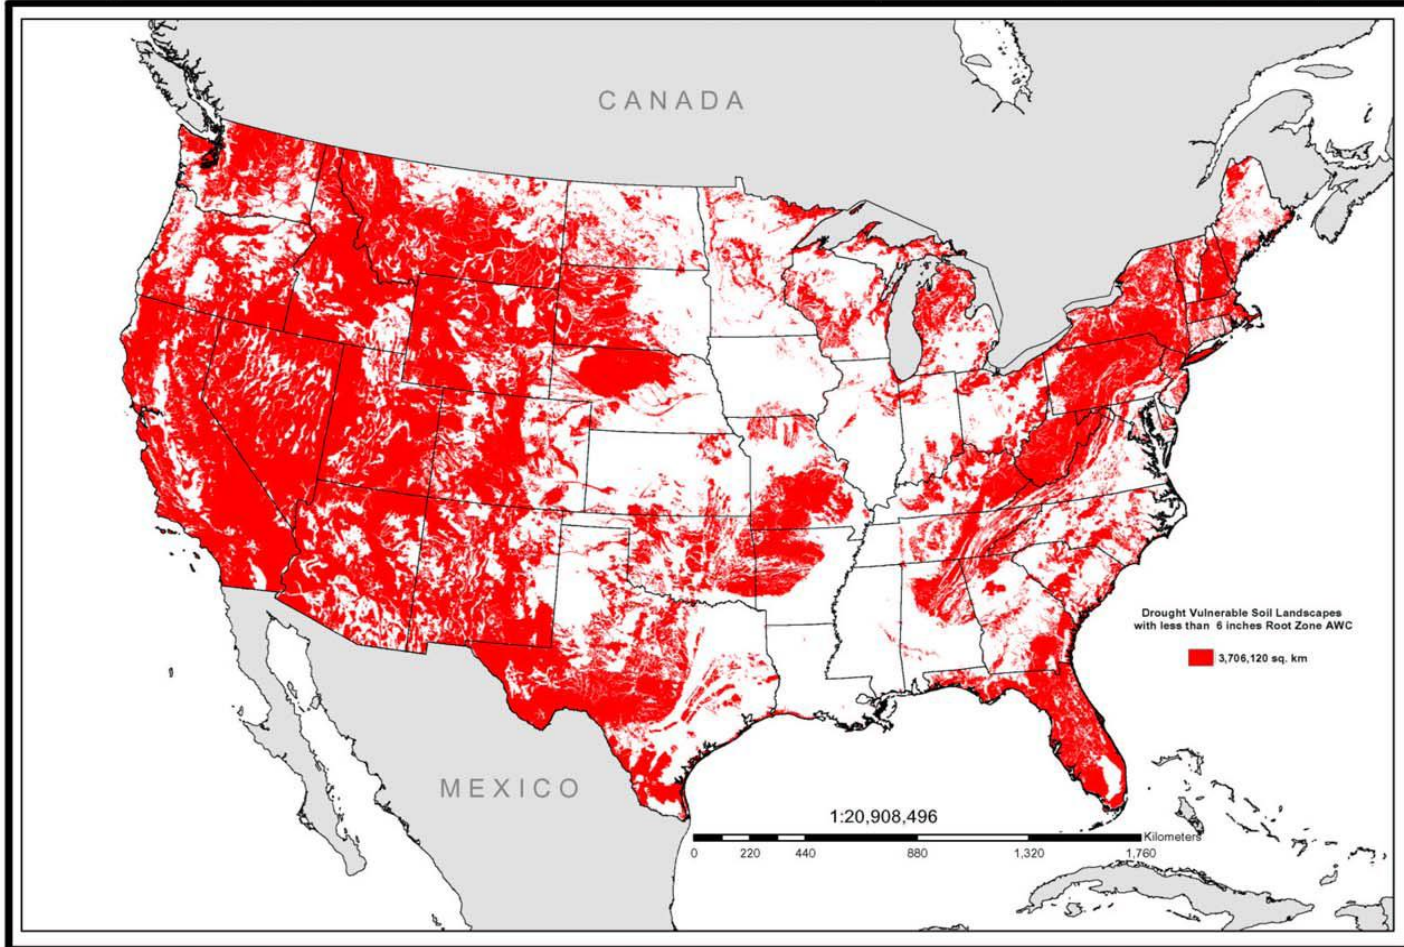 CANADA
Drought Vulnerable Soil Landscapes
with less than 6 inches Root Zone AWC
3,706,120 sq. km
MEXICO
1:20,908,496
Kilometers
0 220 440 880 1,320 1,760